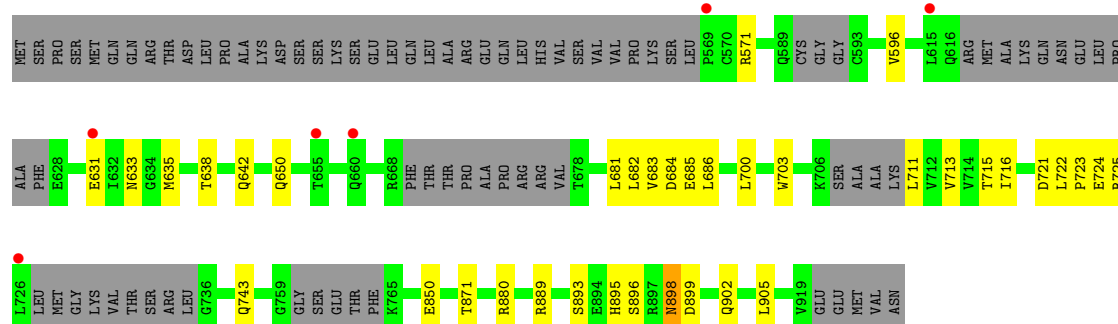 MET SER PRO SER MET GLN GLN ARG THR ASP LEU PRO ALA LYS ASP SER SER LYS SER GLU LEU GLN LEU ALA ARG GLU GLN LEU HIS VAL SER VAL VAL PRO LYS SER LEU P569 C570 R571 Q589 CYS GLY GLY C593 V596 L615 Q616 ARG MET ALA LYS GLN ASN GLU LEU PRO
ALA PHE E628 E631 I632 N633 G634 M635 T638 Q642 Q650 T655 Q660 R668 PHE THR THR PRO ALA PRO ARG ARG VAL T678 L681 L682 V683 D684 E685 L686 L700 W703 K706 SER ALA ALA LYS L711 V712 V713 V714 T715 I716 D721 L722 P723 E724
L726 LEU MET GLY LYS VAL THR SER ARG LEU G736 Q743 G759 GLY SER GLU THR PHE K765 E850 T871 R880 R889 S893 E894 H895 S896 R897 N898 D899 Q902 L905 V919 GLU GLU MET VAL ASN